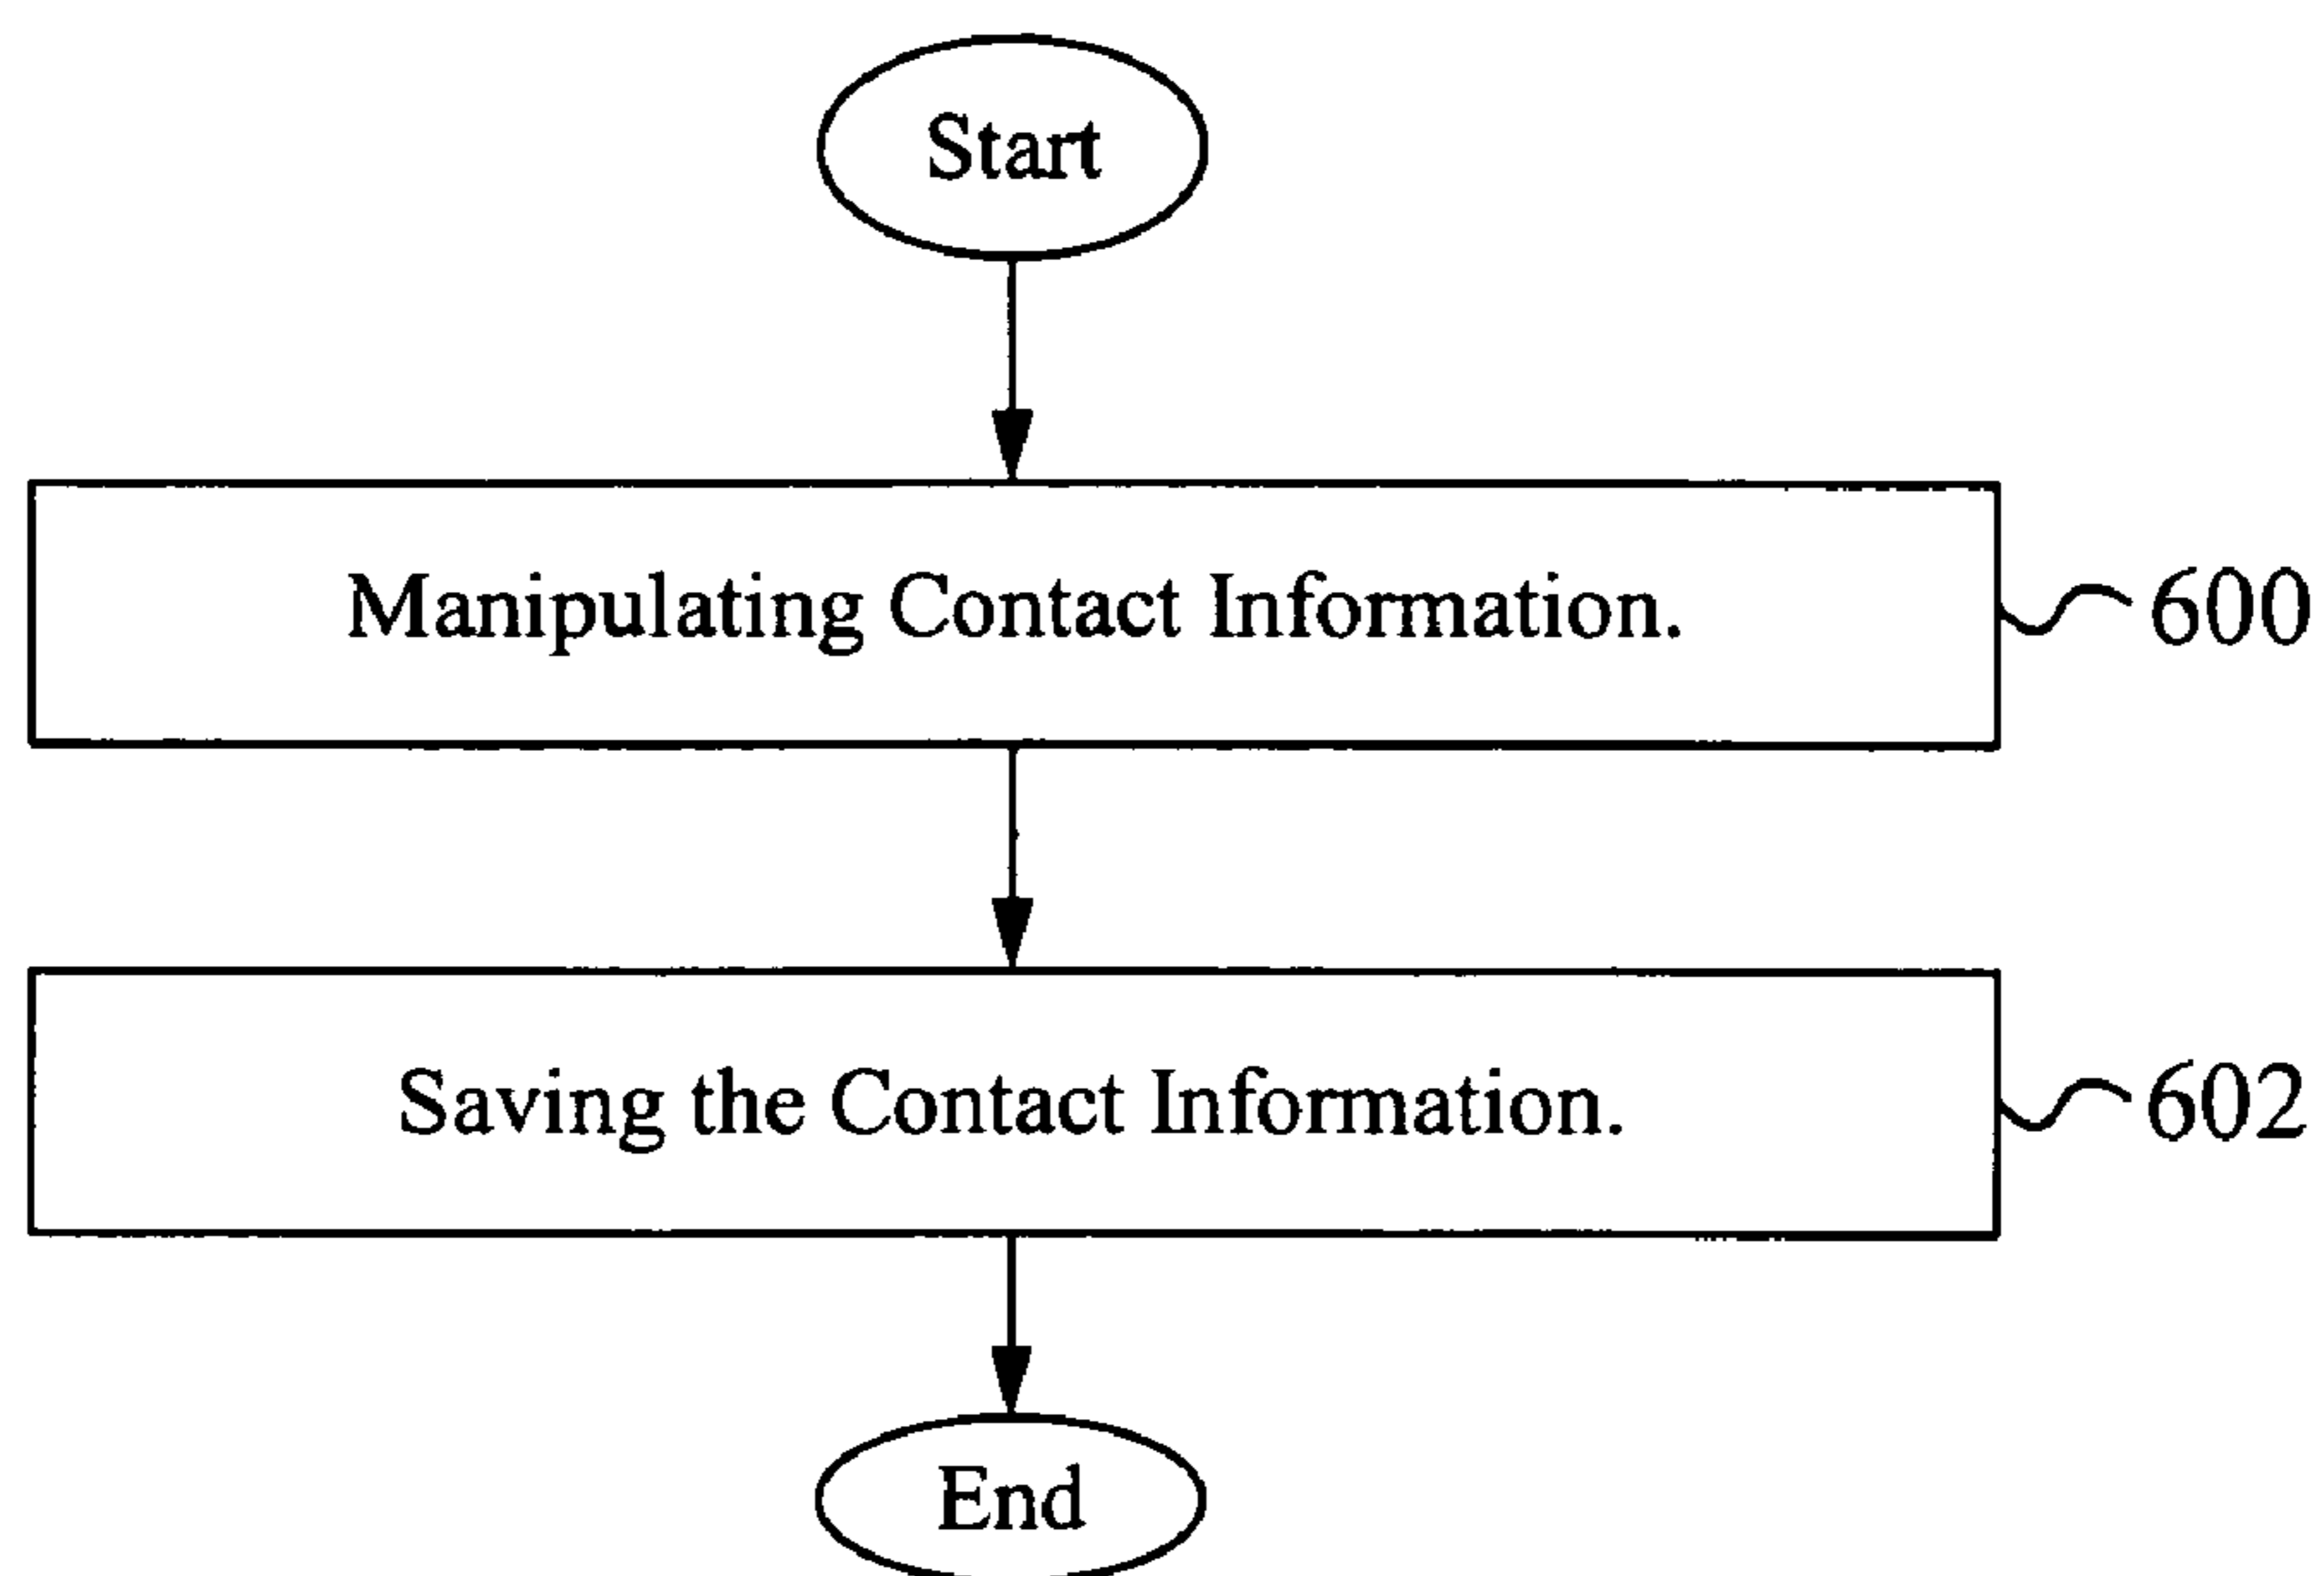 Start
Manipulating Contact Information.
600
Saving the Contact Information.
602
End